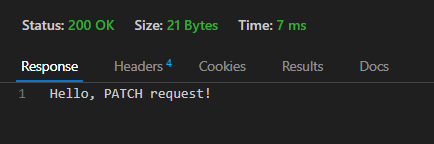 Status: 200 OK Size: 21 Bytes Time: 7 ms
Response Headers 4 Cookies Results Docs
1 Hello, PATCH request!